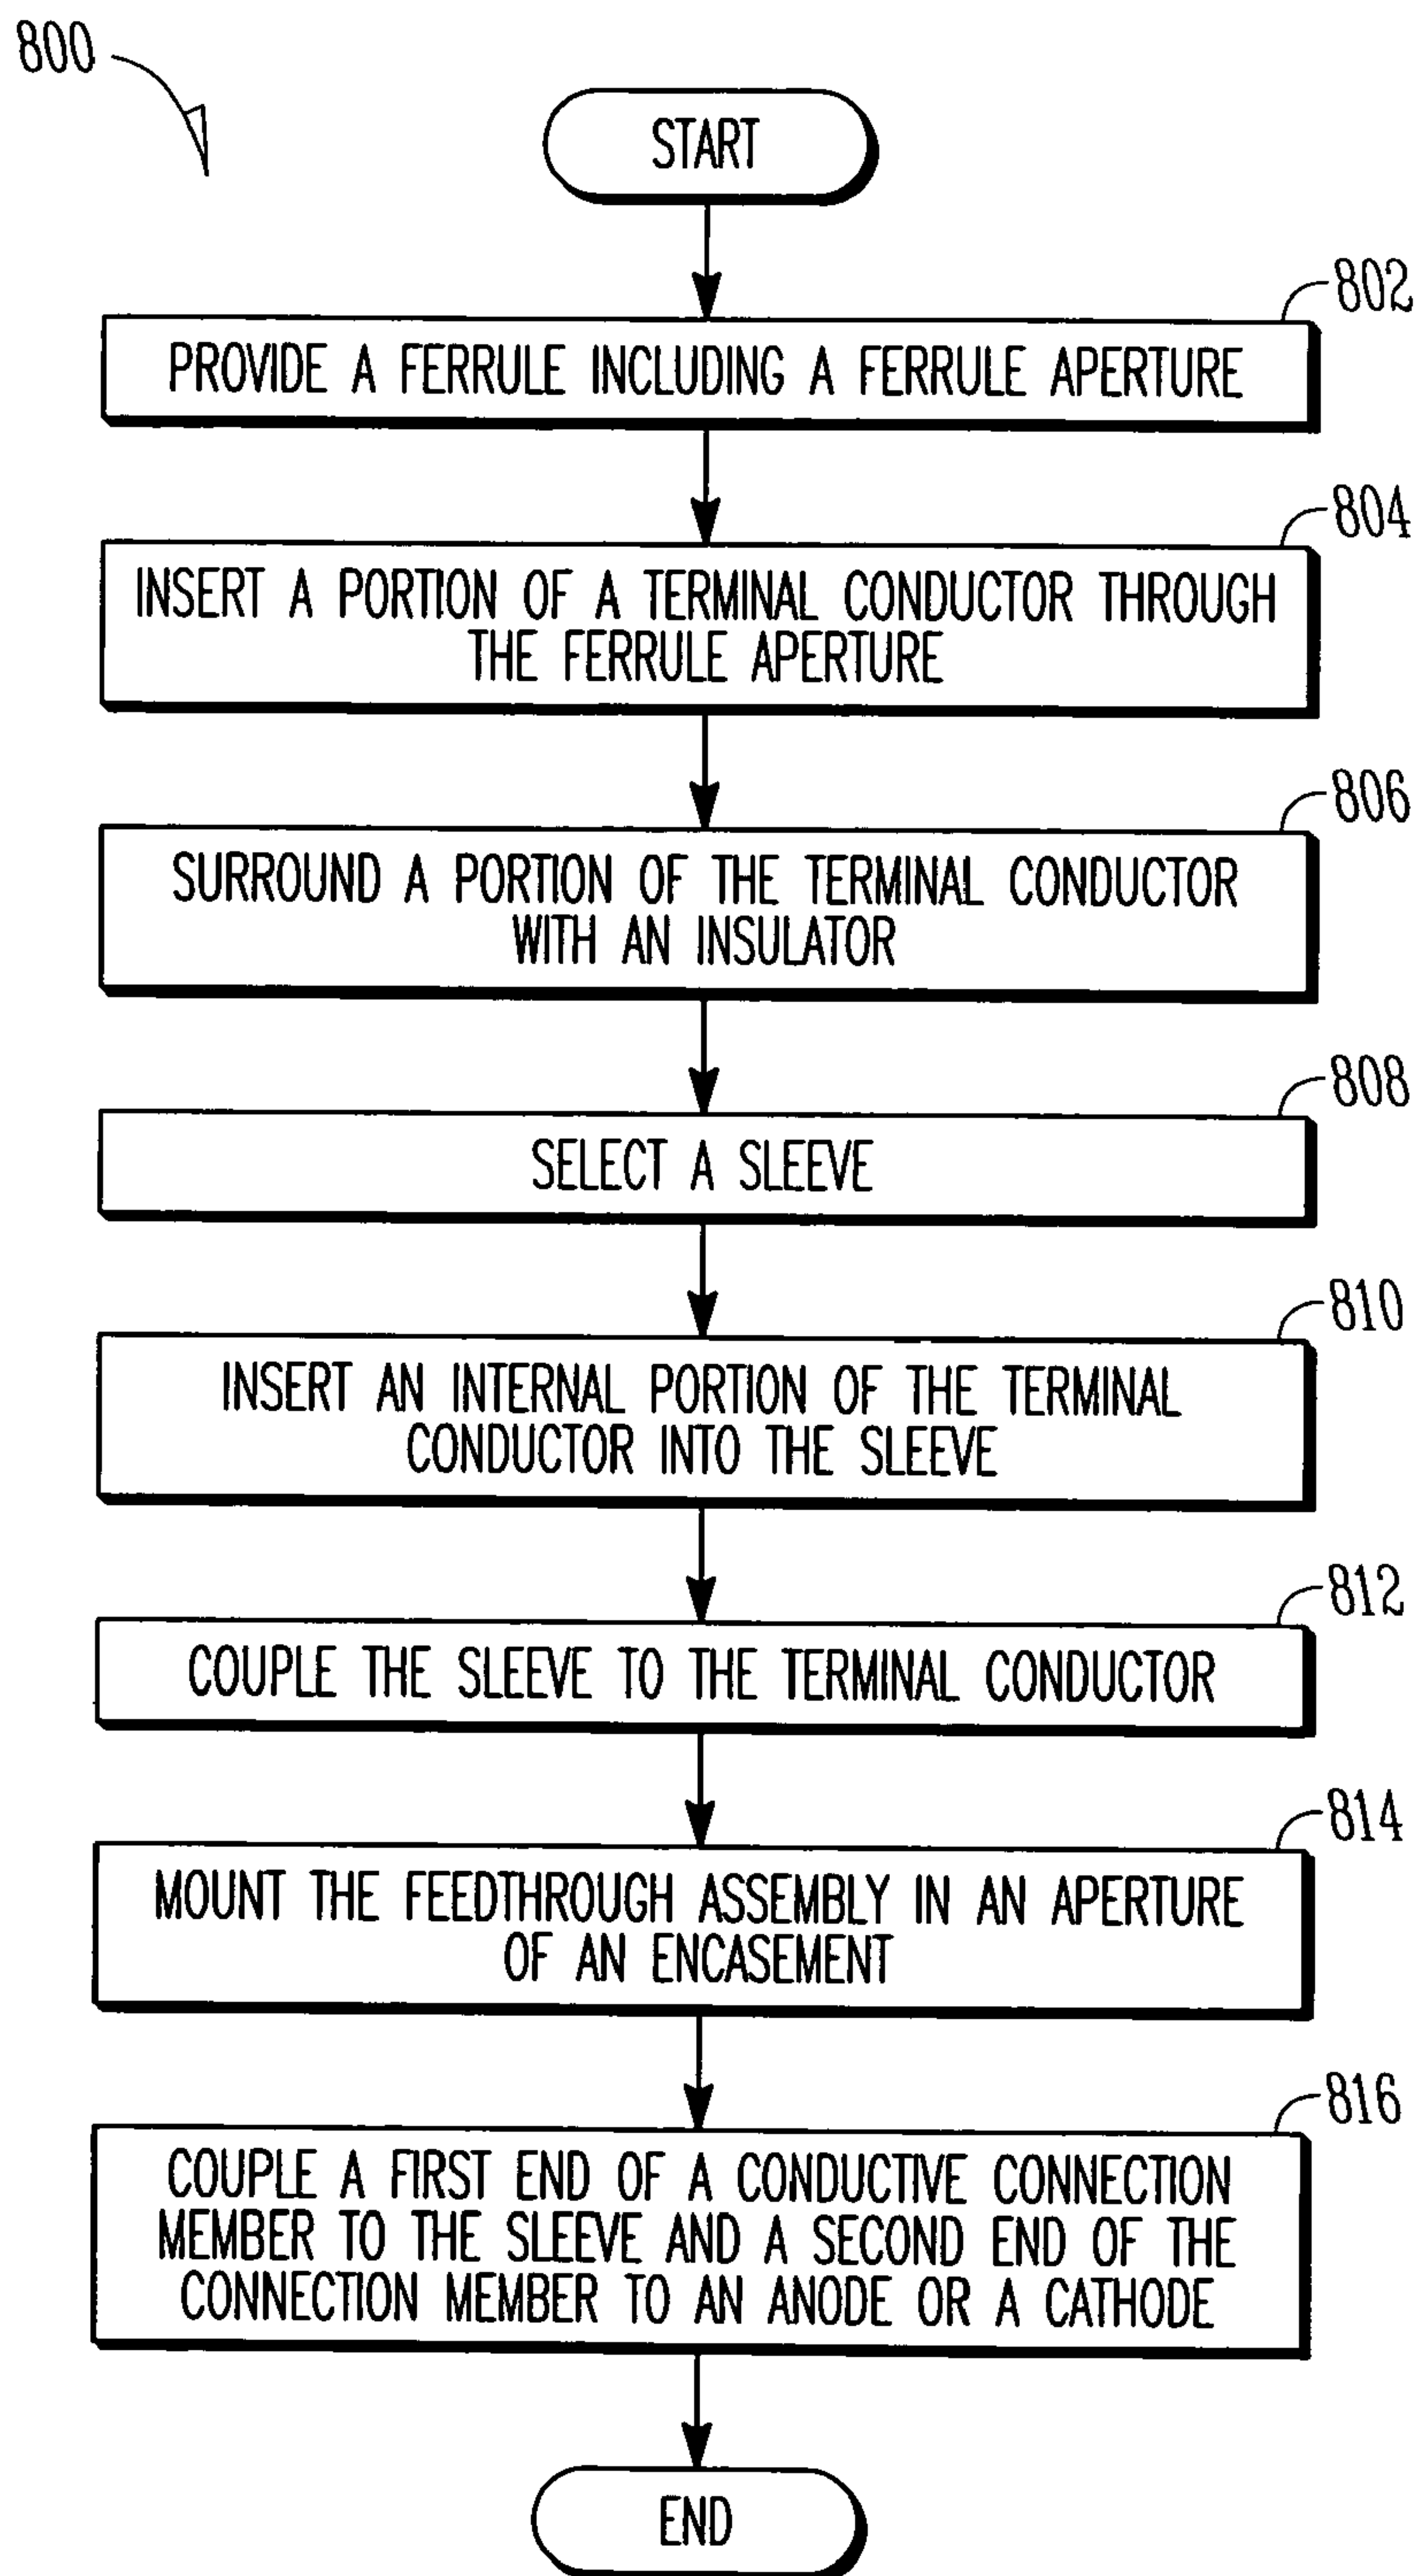 800
START
802
PROVIDE A FERRULE INCLUDING A FERRULE APERTURE
804
INSERT A PORTION OF A TERMINAL CONDUCTOR THROUGH
THE FERRULE APERTURE
806
SURROUND A PORTION OF THE TERMINAL CONDUCTOR
WITH AN INSULATOR
808
SELECT A SLEEVE
810
INSERT AN INTERNAL PORTION OF THE TERMINAL
CONDUCTOR INTO THE SLEEVE
812
COUPLE THE SLEEVE TO THE TERMINAL CONDUCTOR
814
MOUNT THE FEEDTHROUGH ASSEMBLY IN AN APERTURE
OF AN ENCASEMENT
816
COUPLE A FIRST END OF A CONDUCTIVE CONNECTION
MEMBER TO THE SLEEVE AND A SECOND END OF THE
CONNECTION MEMBER TO AN ANODE OR A CATHODE
END